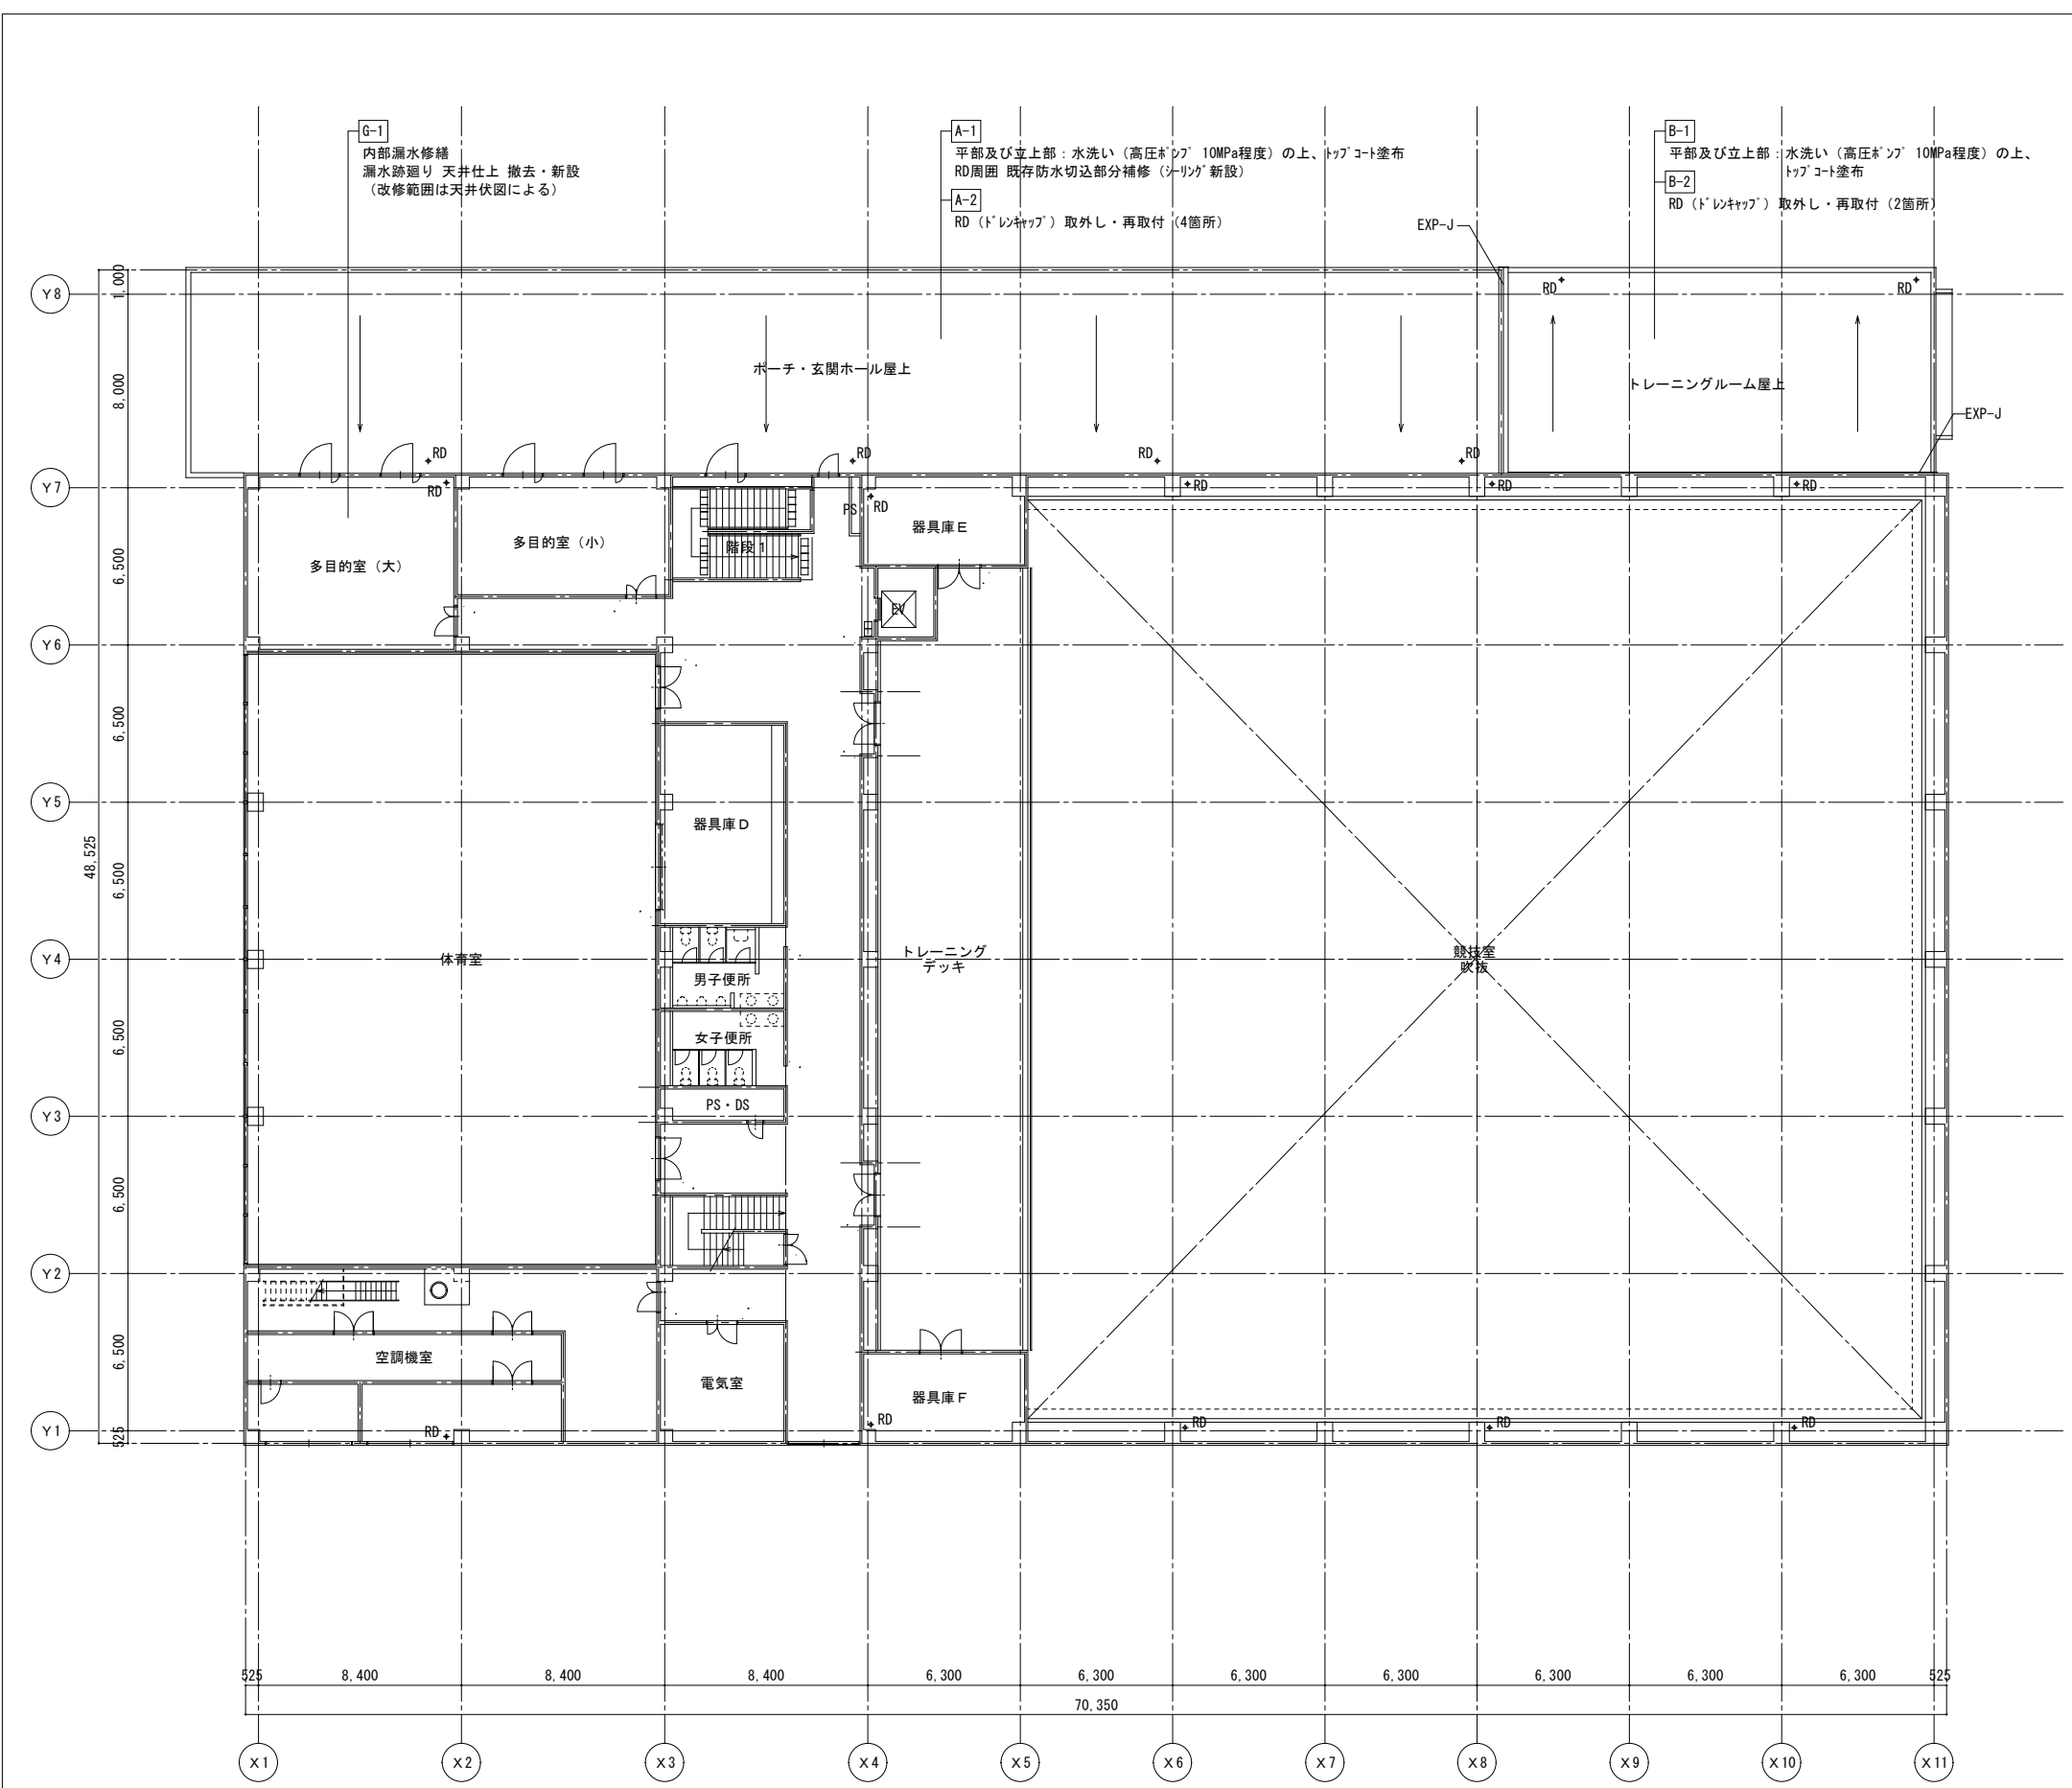 G-1
内部漏水修繕
漏水跡廻り 天井仕上 撤去・新設
（改修範囲は天井伏図による）
A-1
平部及び立上部：水洗い（高圧ﾎﾟﾝﾌﾟ 10MPa程度）の上、ﾄｯﾌﾟｺｰﾄ塗布
RD周囲 既存防水切込部分補修（ｼｰﾘﾝｸﾞ新設）
A-2
RD（ﾄﾞﾚﾝｷｬｯﾌﾟ）取外し・再取付（4箇所）
B-1
平部及び立上部：水洗い（高圧ﾎﾟﾝﾌﾟ 10MPa程度）の上、
ﾄｯﾌﾟｺｰﾄ塗布
B-2
RD（ﾄﾞﾚﾝｷｬｯﾌﾟ）取外し・再取付（2箇所）
EXP-J
1,000
Y8
RD
RD
8,000
ポーチ・玄関ホール屋上
トレーニングルーム屋上
EXP-J
RD
RD
RD
RD
Y7
RD
RD
RD
RD
RD
PS
器具庫E
多目的室（小）
階段1
多目的室（大）
6,500
EV
Y6
6,500
Y5
器具庫D
48,525
6,500
Y4
体育室
トレーニング
デッキ
競技室
吹抜
男子便所
女子便所
6,500
PS・DS
Y3
6,500
Y2
6,500
空調機室
電気室
器具庫F
Y1
525
RD
RD
RD
RD
RD
525
8,400
8,400
8,400
6,300
6,300
6,300
6,300
6,300
6,300
6,300
525
70,350
X1
X2
X3
X4
X5
X6
X7
X8
X9
X10
X11